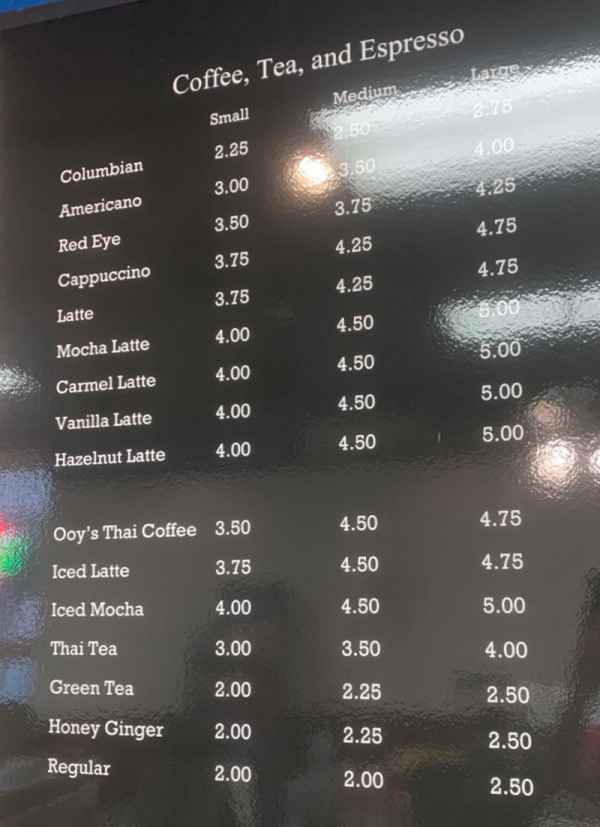 Coffee, Tea, and Espresso
Small Medium Large
Columbian 2.25 2.50 2.75
Americano 3.00 3.50 4.00
Red Eye 3.50 3.75 4.25
Cappuccino 3.75 4.25 4.75
Latte 3.75 4.25 4.75
Mocha Latte 4.00 4.50 5.00
Carmel Latte 4.00 4.50 5.00
Vanilla Latte 4.00 4.50 5.00
Hazelnut Latte 4.00 4.50 5.00
Ooy's Thai Coffee 3.50 4.50 4.75
Iced Latte 3.75 4.50 4.75
Iced Mocha 4.00 4.50 5.00
Thai Tea 3.00 3.50 4.00
Green Tea 2.00 2.25 2.50
Honey Ginger 2.00 2.25 2.50
Regular 2.00 2.00 2.50